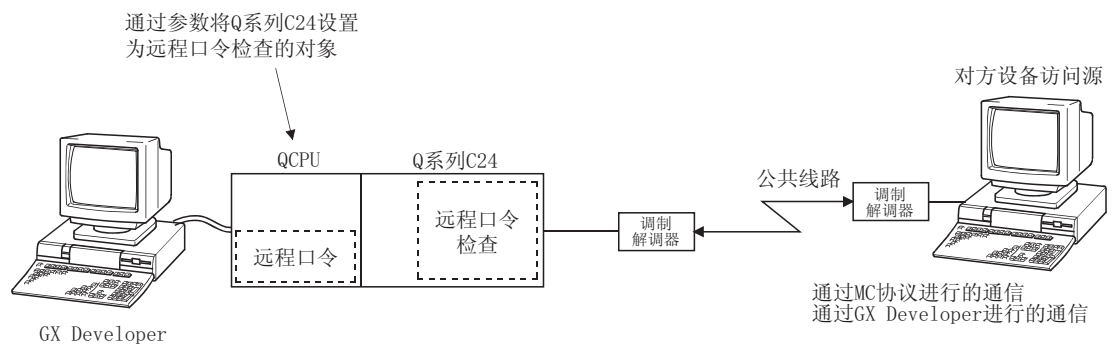 通过参数将Q系列C24设置
为远程口令检查的对象
对方设备访问源
QCPU
Q系列C24
公共线路
调制
解调器
远程口令
远程口令
检查
调制
解调器
通过MC协议进行的通信
通过GX Developer进行的通信
GX Developer